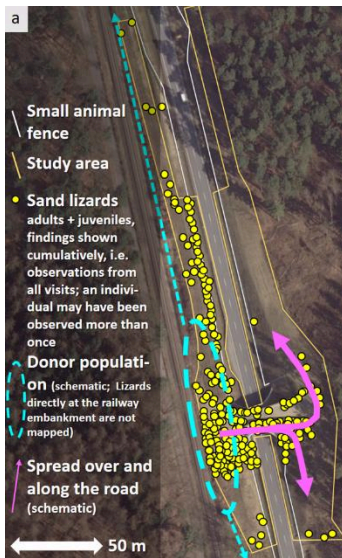 a
Small animal
fence
Study area
Sand lizards
adults + juveniles,
findings shown
cumulatively, i.e.
observations from
all visits; an individ-
ual may have been
observed more than
once
Donor populati-
on (schematic; Lizards
directly at the railway
embankment are not
mapped)
Spread over and
along the road
(schematic)
50 m